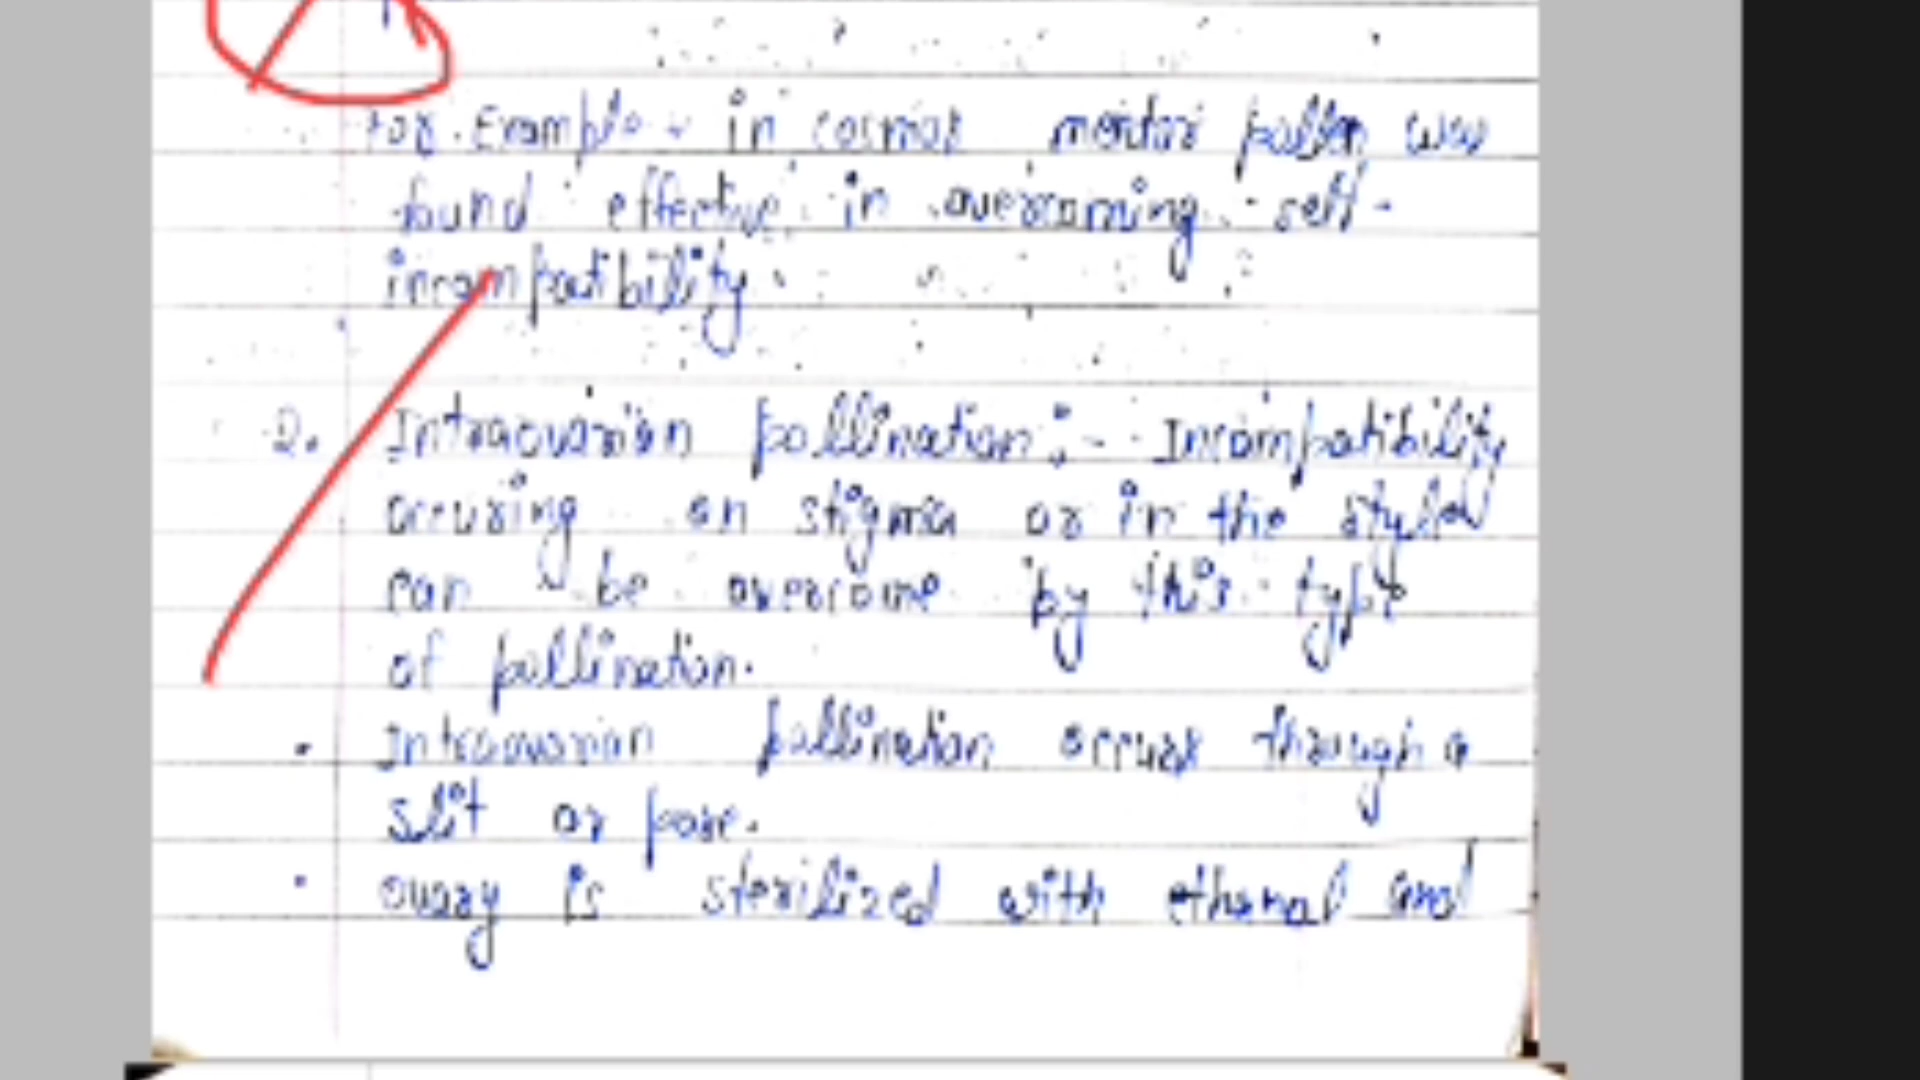 For Example - in cosmos mentor pollen was
found effective in overcoming self-
incompatibility.
2. Intraovarian pollination :- Incompatibility
occuring on stigma or in the style
can be overcome by this type
of pollination.
• Intraovarian pollination occurs through a
slit or pore.
• ovary is sterilized with ethanol and